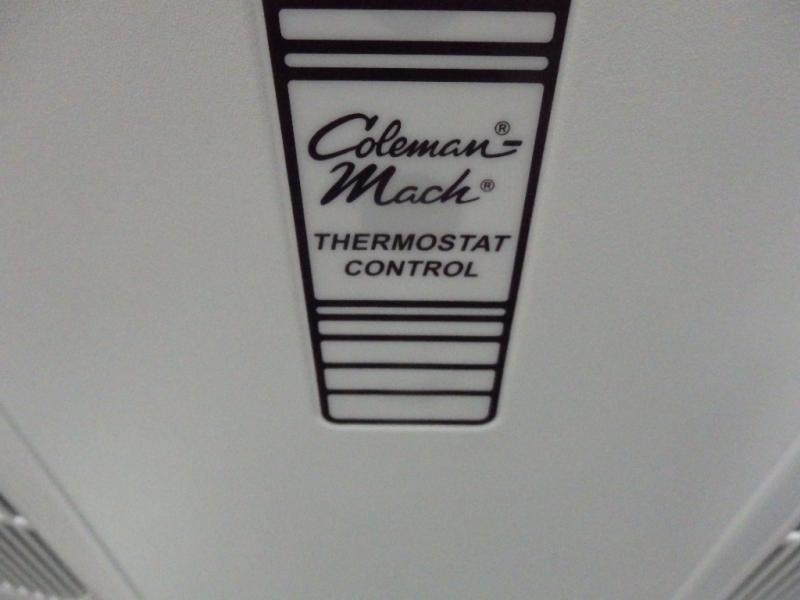 Coleman®-
Mach®
THERMOSTAT
CONTROL